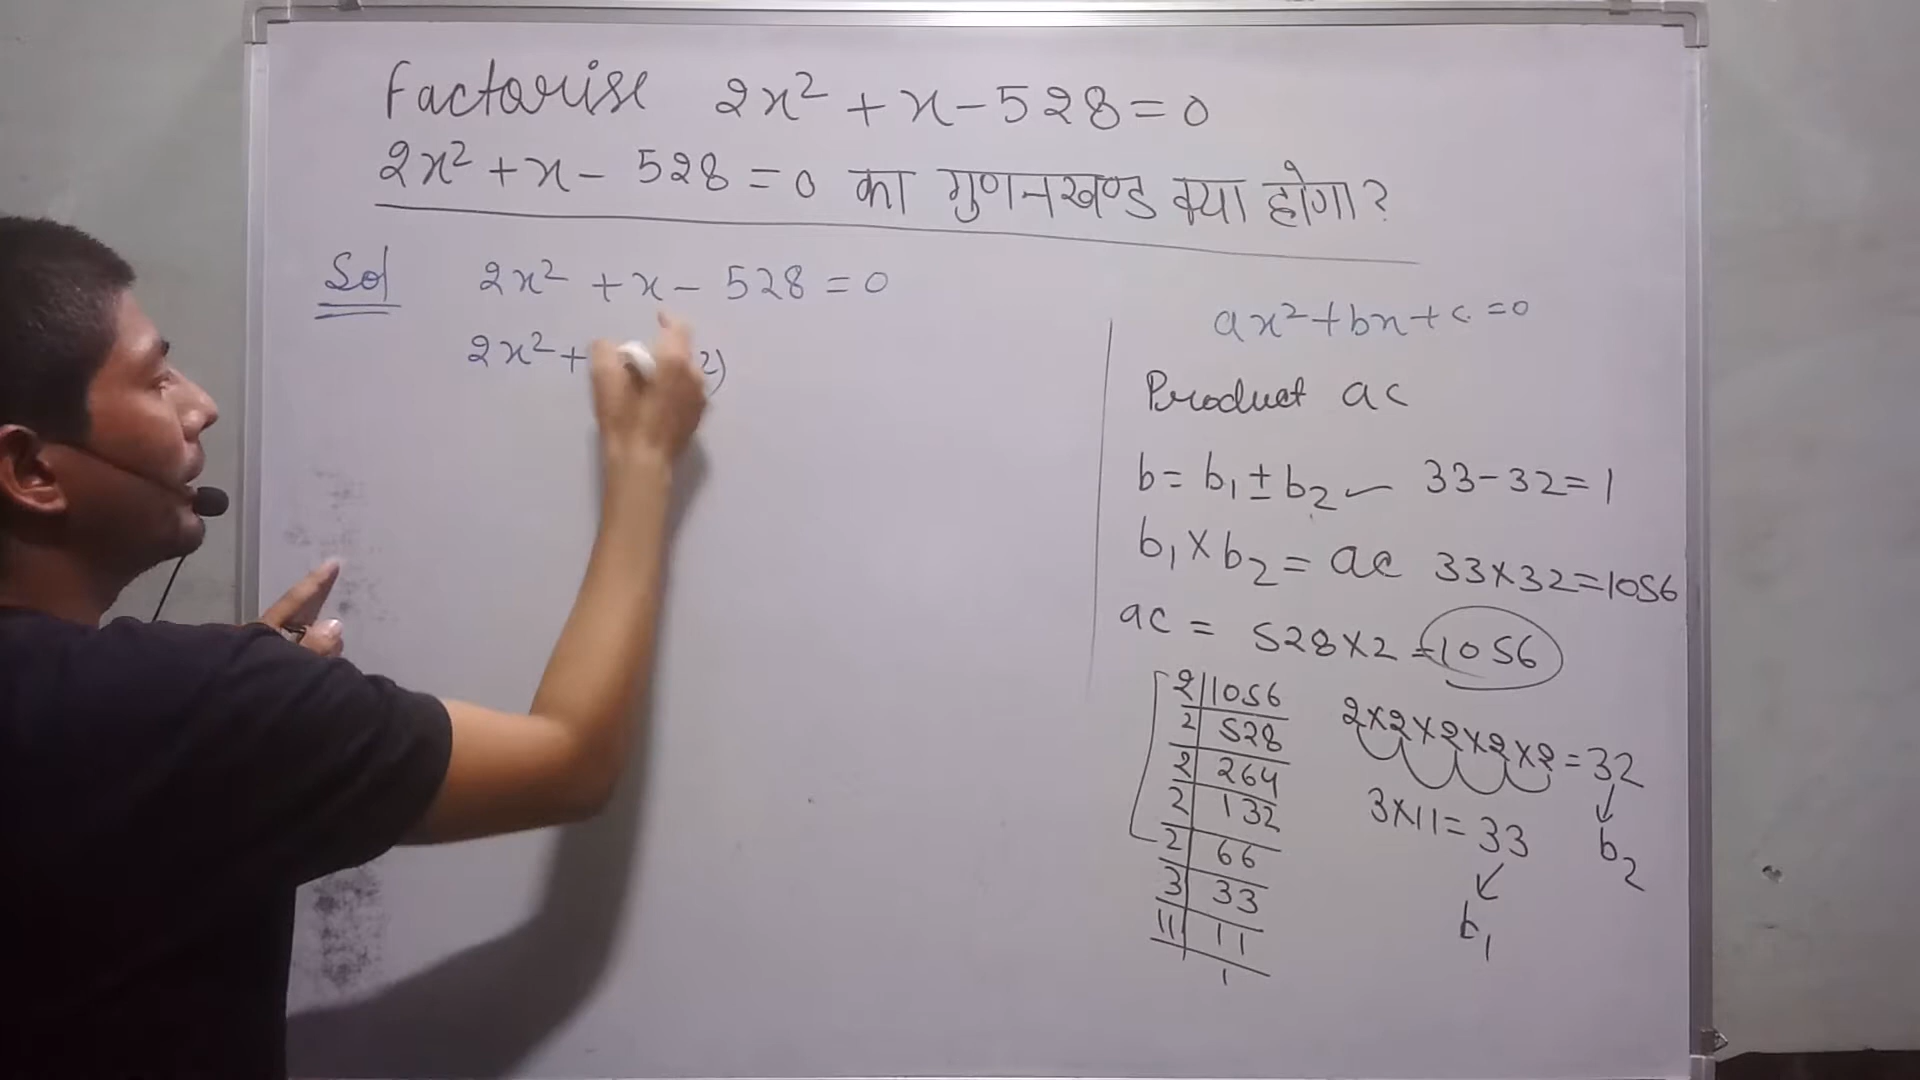 Factorise 2x² + x - 528 = 0
2x² + x - 528 = 0 का गुणनखण्ड क्या होगा?
Sol 2x² + x - 528 = 0
2x² + 2)
ax² + bx + c = 0
Product ac
b = b₁ ± b₂ ✓ 33 - 32 = 1
b₁ × b₂ = ac 33 × 32 = 1056
ac = 528 × 2 = 1056
2 | 1056
2 | 528
2 | 264
2 | 132
2 | 66
3 | 33
11 | 11
1
2 × 2 × 2 × 2 × 2 = 32
↓
b₂
3 × 11 = 33
↓
b₁